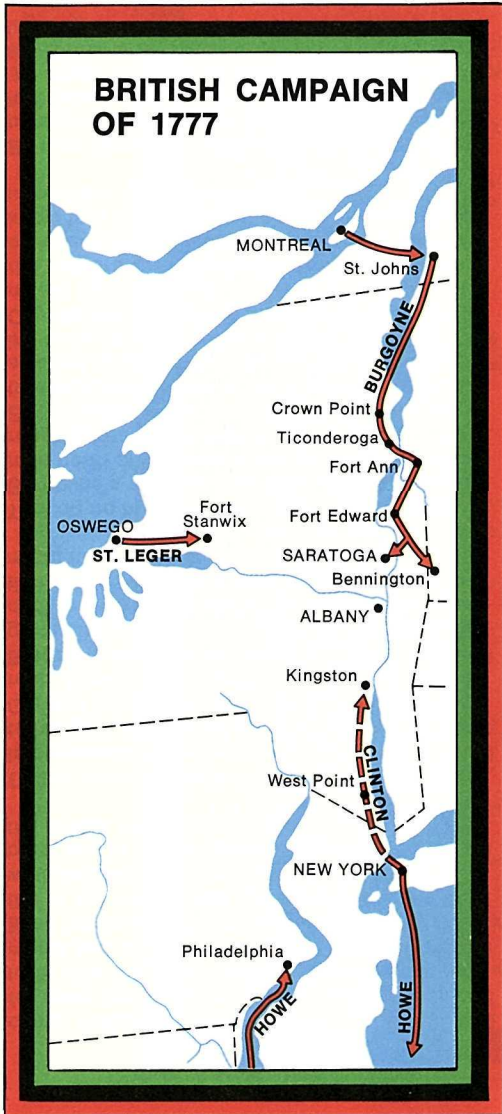 BRITISH CAMPAIGN
OF 1777
MONTREAL
St. Johns
BURGOYNE
Crown Point
Ticonderoga
Fort Ann
Fort
Stanwix
Fort Edward
OSWEGO
ST. LEGER
SARATOGA
Bennington
ALBANY
Kingston
CLINTON
West Point
NEW YORK
Philadelphia
HOWE
HOWE